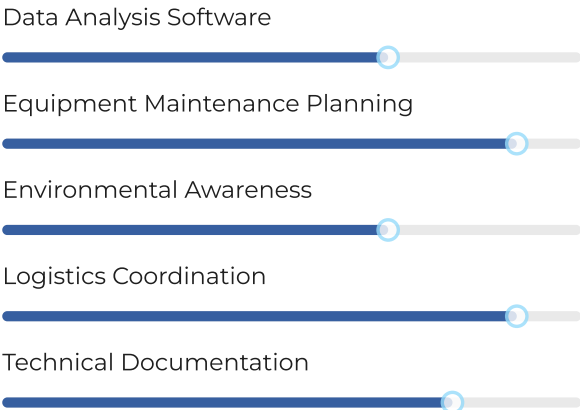 Data Analysis Software
Equipment Maintenance Planning
Environmental Awareness
Logistics Coordination
Technical Documentation